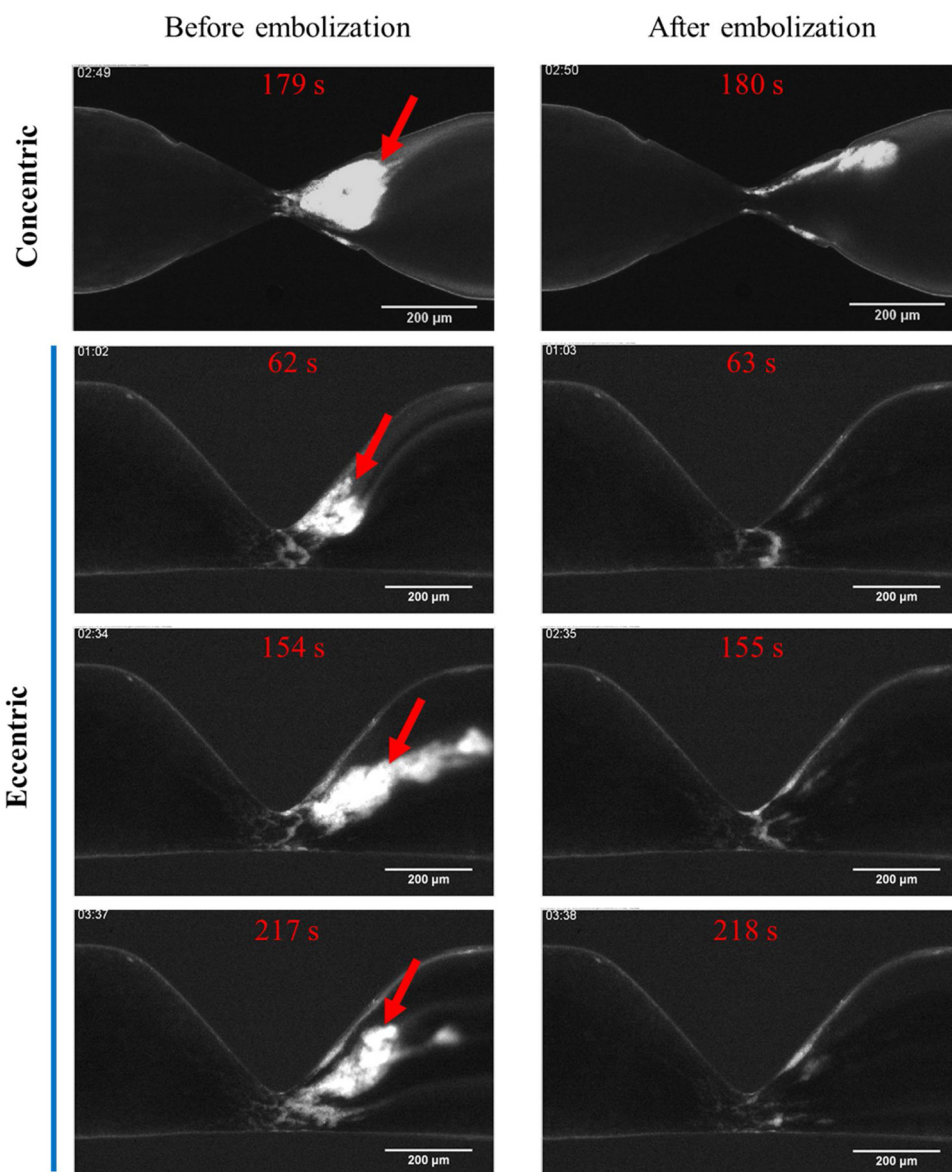 Before embolization
After embolization
Concentric
02:49
179 s
200 µm
02:50
180 s
200 µm
Eccentric
01:02
62 s
200 µm
01:03
63 s
200 µm
02:34
154 s
200 µm
02:35
155 s
200 µm
03:37
217 s
200 µm
03:38
218 s
200 µm